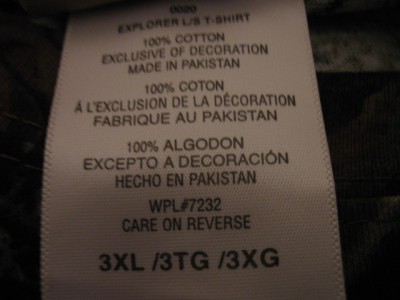 0020
EXPLORER L/S T-SHIRT
100% COTTON
EXCLUSIVE OF DECORATION
MADE IN PAKISTAN
100% COTON
Á L'EXCLUSION DE LA DÉCORATION
FABRIQUE AU PAKISTAN
100% ALGODON
EXCEPTO A DECORACIÓN
HECHO EN PAKISTAN
WPL#7232
CARE ON REVERSE
3XL /3TG /3XG